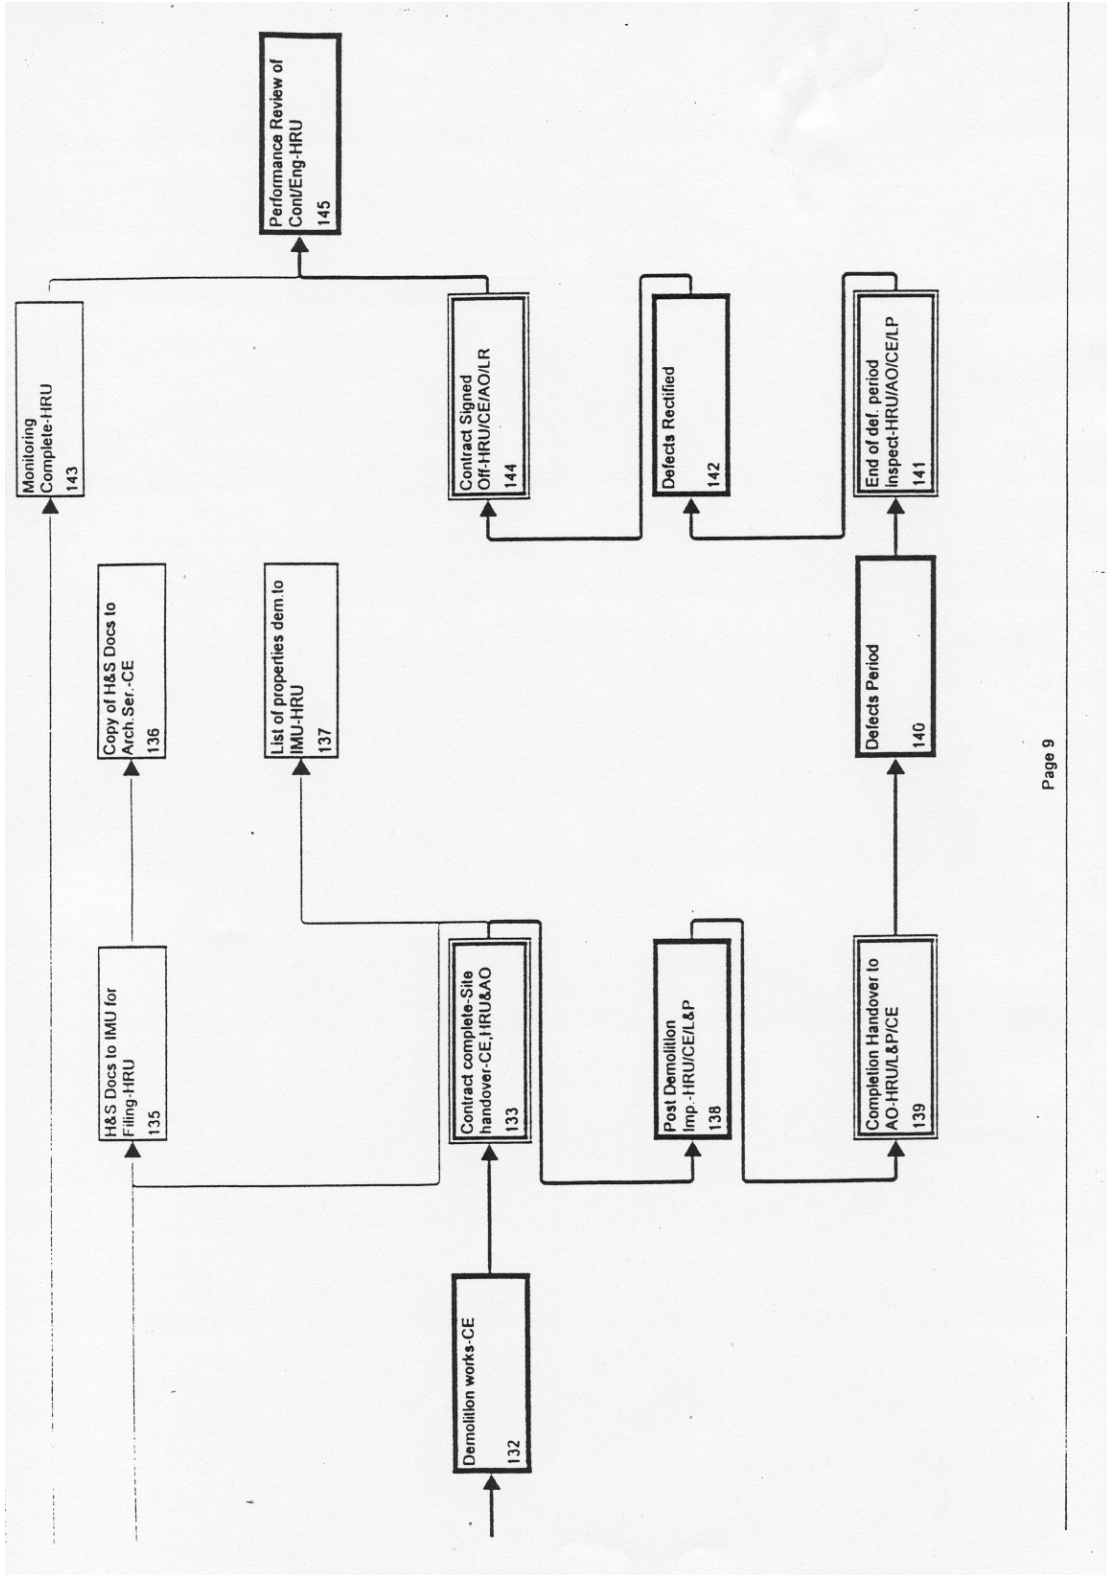 Monitoring
Complete-HRU
143
Copy of H&S Docs to
Arch.Ser.-CE
136
H&S Docs to IMU for
Filing-HRU
135
Performance Review of
Cont/Eng-HRU
145
List of properties dem.to
IMU-HRU
137
Contract Signed
Off-HRU/CE/AO/LR
144
Contract complete-Site
handover-CE,HRU&AO
133
Demolition works-CE
132
Defects Rectified
142
Post Demolition
Imp.-HRU/CE/L&P
138
End of def. period
Inspect-HRU/AO/CE/LP
141
Defects Period
140
Completion Handover to
AO-HRU/L&P/CE
139
Page 9